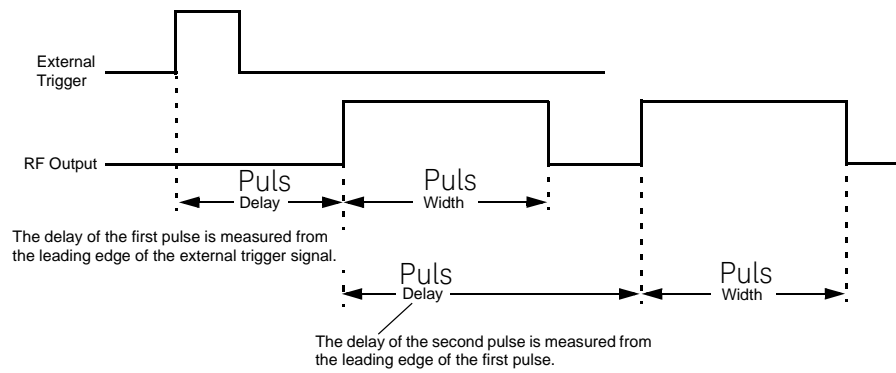 External
Trigger
RF Output
Puls
Delay
Puls
Width
The delay of the first pulse is measured from
the leading edge of the external trigger signal.
Puls
Delay
Puls
Width
The delay of the second pulse is measured from
the leading edge of the first pulse.